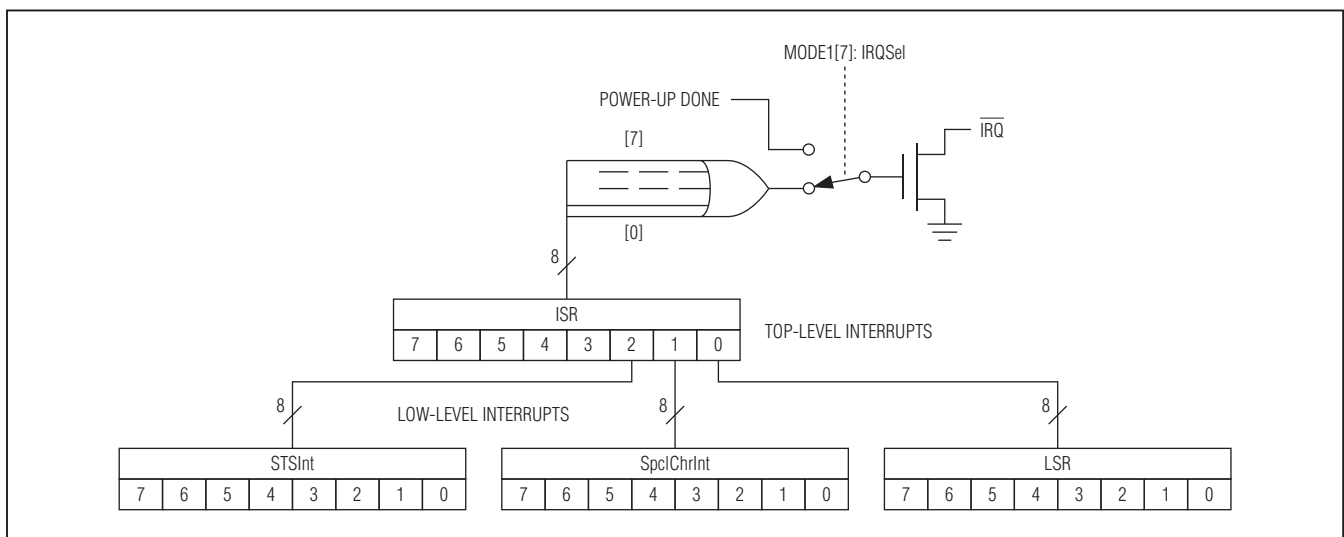 MODE1[7]: IRQSel
POWER-UP DONE
IRQ
[7]
[0]
8
ISR
7 6 5 4 3 2 1 0
TOP-LEVEL INTERRUPTS
8 LOW-LEVEL INTERRUPTS 8 8
STSInt SpclChrInt LSR
7 6 5 4 3 2 1 0 7 6 5 4 3 2 1 0 7 6 5 4 3 2 1 0